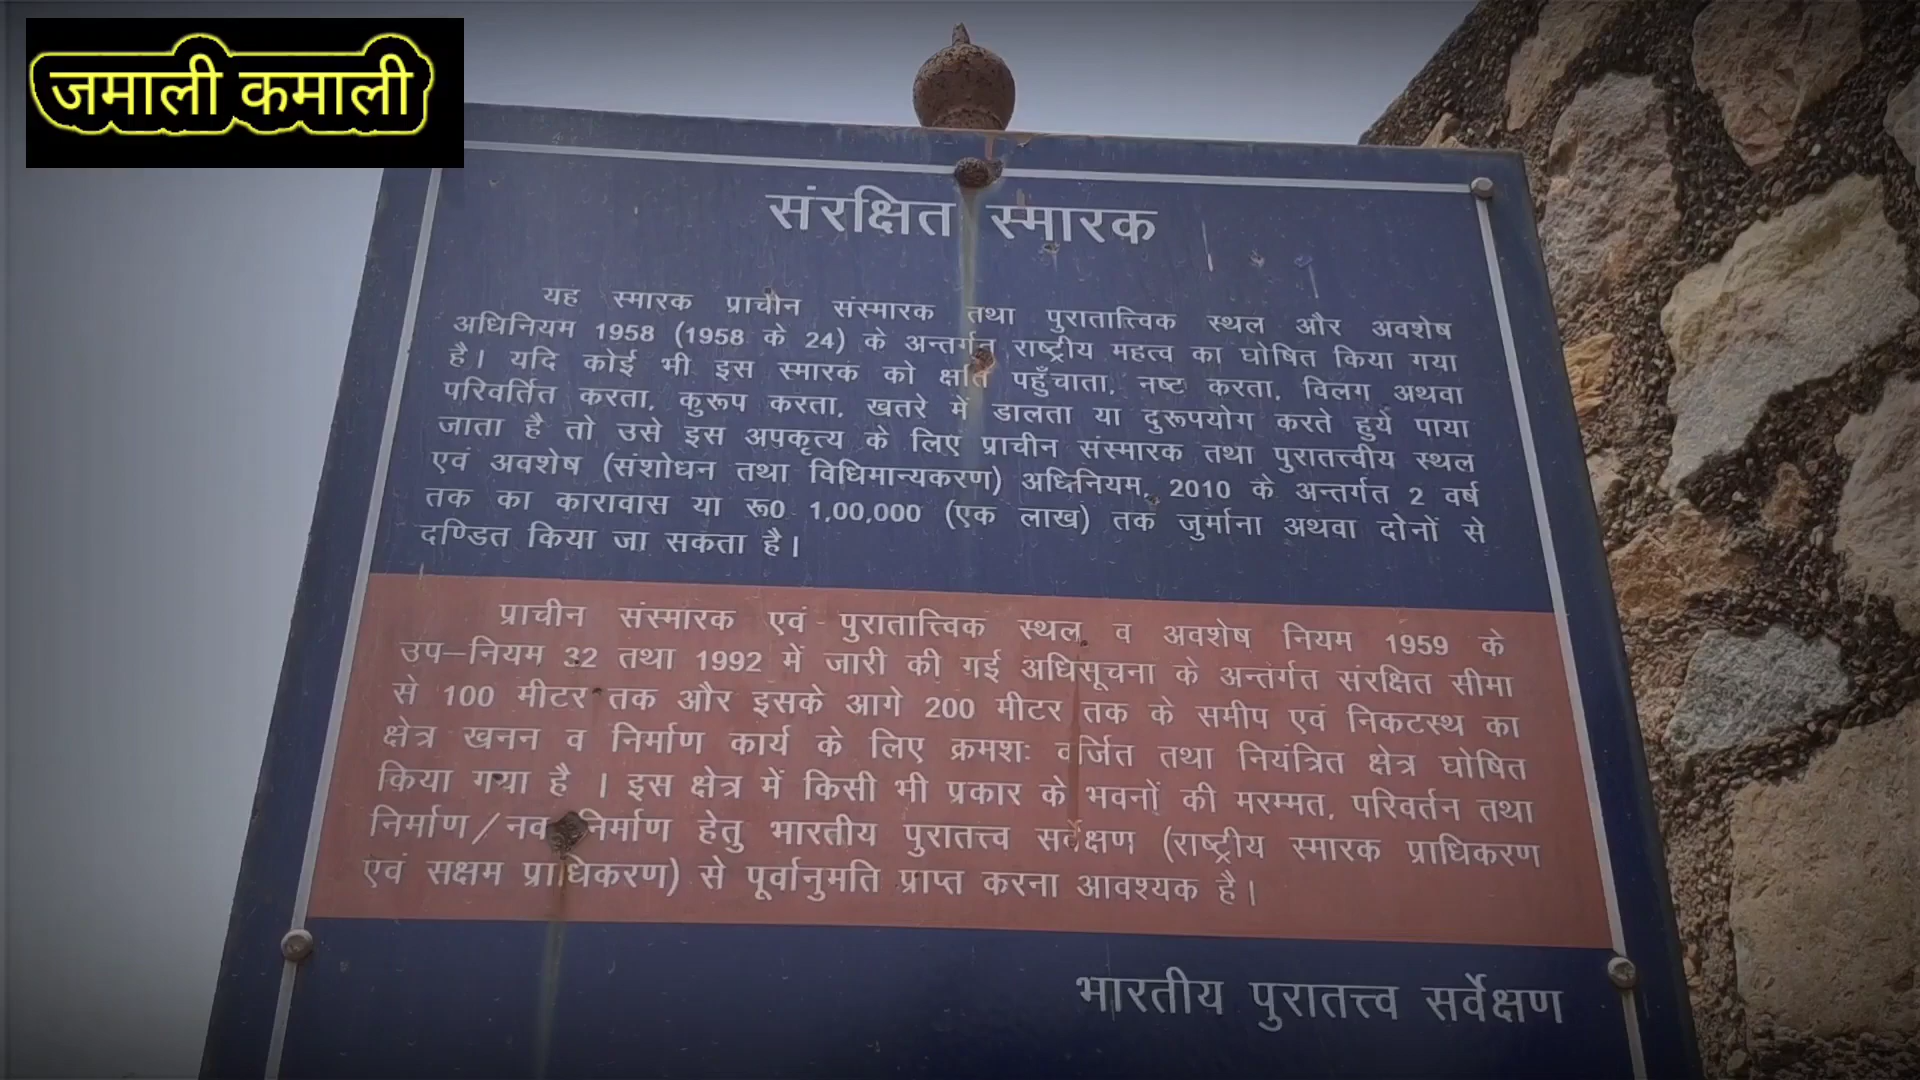 जमाली कमाली
संरक्षित स्मारक
यह स्मारक प्राचीन संस्मारक तथा पुरातात्त्विक स्थल और अवशेष
अधिनियम 1958 (1958 के 24) के अन्तर्गत राष्ट्रीय महत्व का घोषित किया गया
है। यदि कोई भी इस स्मारक को क्षति पहुँचाता, नष्ट करता, विलग अथवा
परिवर्तित करता, कुरूप करता, खतरे में डालता या दुरूपयोग करते हुये पाया
जाता है तो उसे इस अपकृत्य के लिए प्राचीन संस्मारक तथा पुरातत्त्वीय स्थल
एवं अवशेष (संशोधन तथा विधिमान्यकरण) अधिनियम, 2010 के अन्तर्गत 2 वर्ष
तक का कारावास या रू0 1,00,000 (एक लाख) तक जुर्माना अथवा दोनों से
दण्डित किया जा सकता है।
प्राचीन संस्मारक एवं पुरातात्त्विक स्थल व अवशेष नियम 1959 के
उप–नियम 32 तथा 1992 में जारी की गई अधिसूचना के अन्तर्गत संरक्षित सीमा
से 100 मीटर तक और इसके आगे 200 मीटर तक के समीप एवं निकटस्थ का
क्षेत्र खनन व निर्माण कार्य के लिए क्रमशः वर्जित तथा नियंत्रित क्षेत्र घोषित
किया गया है । इस क्षेत्र में किसी भी प्रकार के भवनों की मरम्मत, परिवर्तन तथा
निर्माण/नव निर्माण हेतु भारतीय पुरातत्त्व सर्वेक्षण (राष्ट्रीय स्मारक प्राधिकरण
एवं सक्षम प्राधिकरण) से पूर्वानुमति प्राप्त करना आवश्यक है।
भारतीय पुरातत्त्व सर्वेक्षण